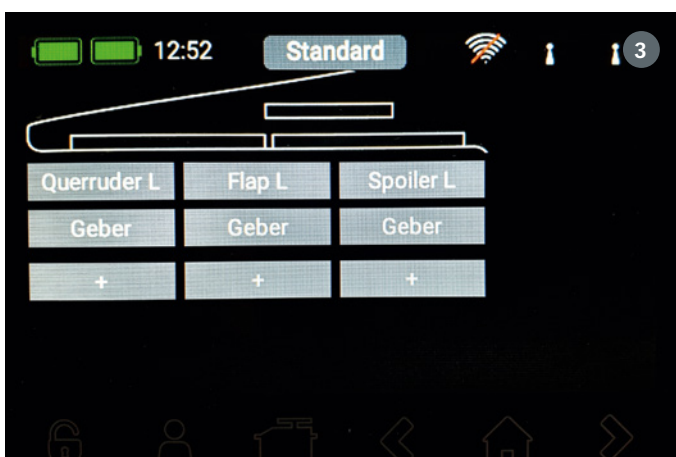 12:52 Standard 3
Querruder L Flap L Spoiler L
Geber Geber Geber
+ + +